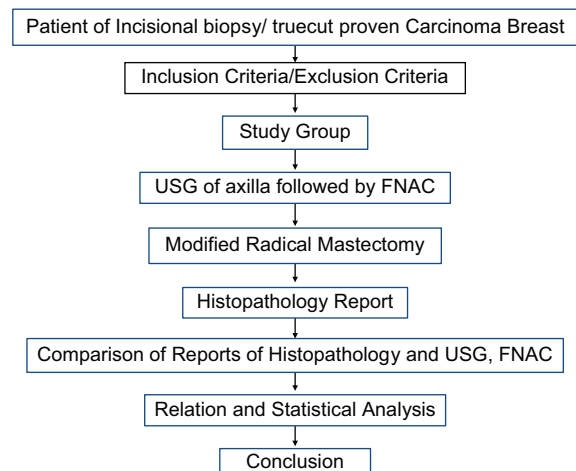 Patient of Incisional biopsy/ truecut proven Carcinoma Breast
Inclusion Criteria/Exclusion Criteria
Study Group
USG of axilla followed by FNAC
Modified Radical Mastectomy
Histopathology Report
Comparison of Reports of Histopathology and USG, FNAC
Relation and Statistical Analysis
Conclusion